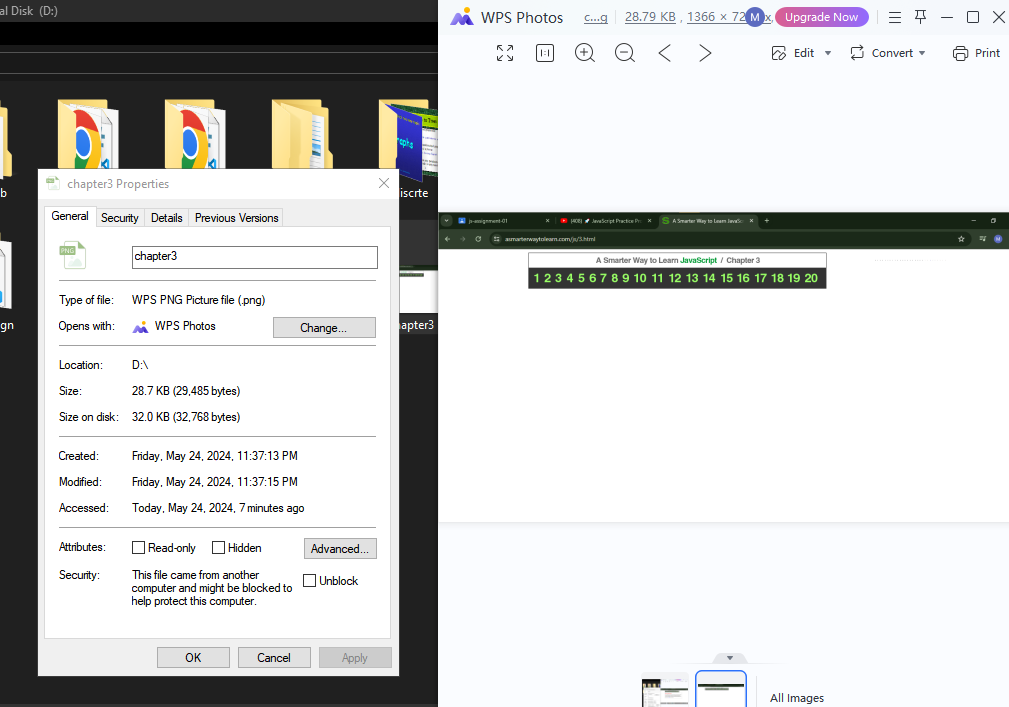 al Disk (D:)
b
iscrte
gn
apter3
chapter3 Properties
General
Security
Details
Previous Versions
PNG
chapter3
Type of file:
WPS PNG Picture file (.png)
Opens with:
WPS Photos
Change...
Location:
D:\
Size:
28.7 KB (29,485 bytes)
Size on disk:
32.0 KB (32,768 bytes)
Created:
Friday, May 24, 2024, 11:37:13 PM
Modified:
Friday, May 24, 2024, 11:37:15 PM
Accessed:
Today, May 24, 2024, 7 minutes ago
Attributes:
Read-only
Hidden
Advanced...
Security:
This file came from another
computer and might be blocked to
help protect this computer.
Unblock
OK
Cancel
Apply
WPS Photos
c...g
28.79 KB , 1366 × 72
M
x,
Upgrade Now
Edit
Convert
Print
js-assignment-01
(406) JavaScript Practice Pr
A Smarter Way to Learn JavaSc
asmarterwaytolearn.com/js/3.html
A Smarter Way to Learn JavaScript / Chapter 3
1 2 3 4 5 6 7 8 9 10 11 12 13 14 15 16 17 18 19 20
All Images